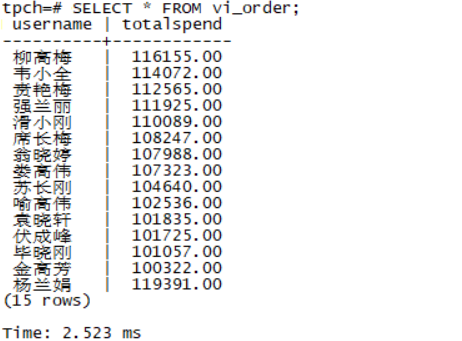 tpch=# SELECT * FROM vi_order;
username | totalspend
----------+------------
柳高梅 | 116155.00
韦小全 | 114072.00
贲艳梅 | 112565.00
强兰丽 | 111925.00
滑小刚 | 110089.00
席长梅 | 108247.00
翁晓婷 | 107988.00
娄高伟 | 107323.00
苏长刚 | 104640.00
喻高伟 | 102536.00
袁晓轩 | 101835.00
伏成峰 | 101725.00
毕晓刚 | 101057.00
金高芳 | 100322.00
杨兰娟 | 119391.00
(15 rows)
Time: 2.523 ms